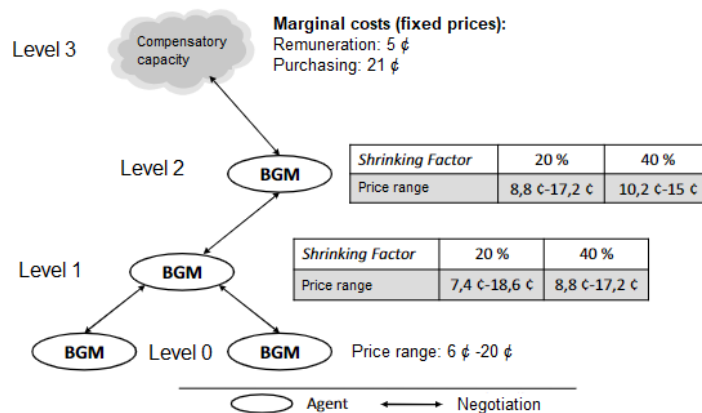 Level 3
Compensatory
capacity
Marginal costs (fixed prices):
Remuneration: 5 ¢
Purchasing: 21 ¢
Level 2
BGM
Shrinking Factor 20 % 40 %
Price range 8,8 ¢-17,2 ¢ 10,2 ¢-15 ¢
Level 1
BGM
Shrinking Factor 20 % 40 %
Price range 7,4 ¢-18,6 ¢ 8,8 ¢-17,2 ¢
BGM Level 0 BGM Price range: 6 ¢ -20 ¢
Agent Negotiation